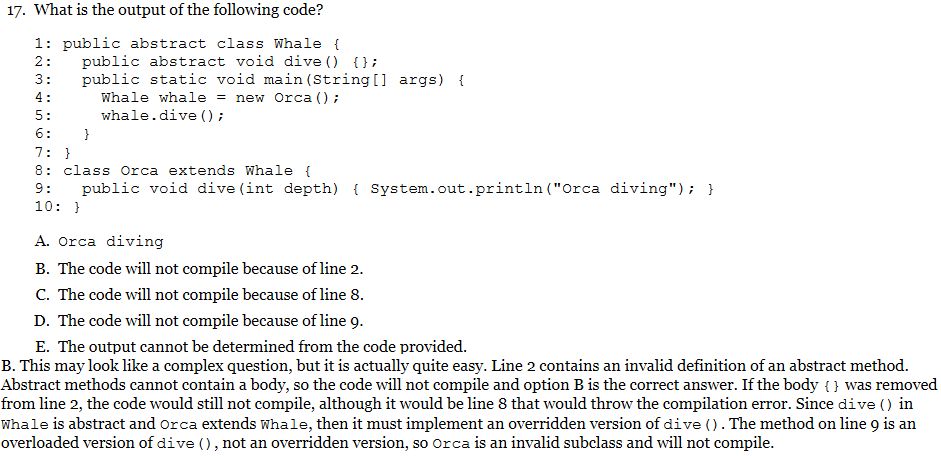 17. What is the output of the following code?
1: public abstract class Whale {
2:   public abstract void dive() {};
3:   public static void main(String[] args) {
4:     Whale whale = new Orca();
5:     whale.dive();
6:   }
7: }
8: class Orca extends Whale {
9:   public void dive(int depth) { System.out.println("Orca diving"); }
10: }
A. Orca diving
B. The code will not compile because of line 2.
C. The code will not compile because of line 8.
D. The code will not compile because of line 9.
E. The output cannot be determined from the code provided.
B. This may look like a complex question, but it is actually quite easy. Line 2 contains an invalid definition of an abstract method.
Abstract methods cannot contain a body, so the code will not compile and option B is the correct answer. If the body {} was removed
from line 2, the code would still not compile, although it would be line 8 that would throw the compilation error. Since dive() in
Whale is abstract and Orca extends Whale, then it must implement an overridden version of dive(). The method on line 9 is an
overloaded version of dive(), not an overridden version, so Orca is an invalid subclass and will not compile.